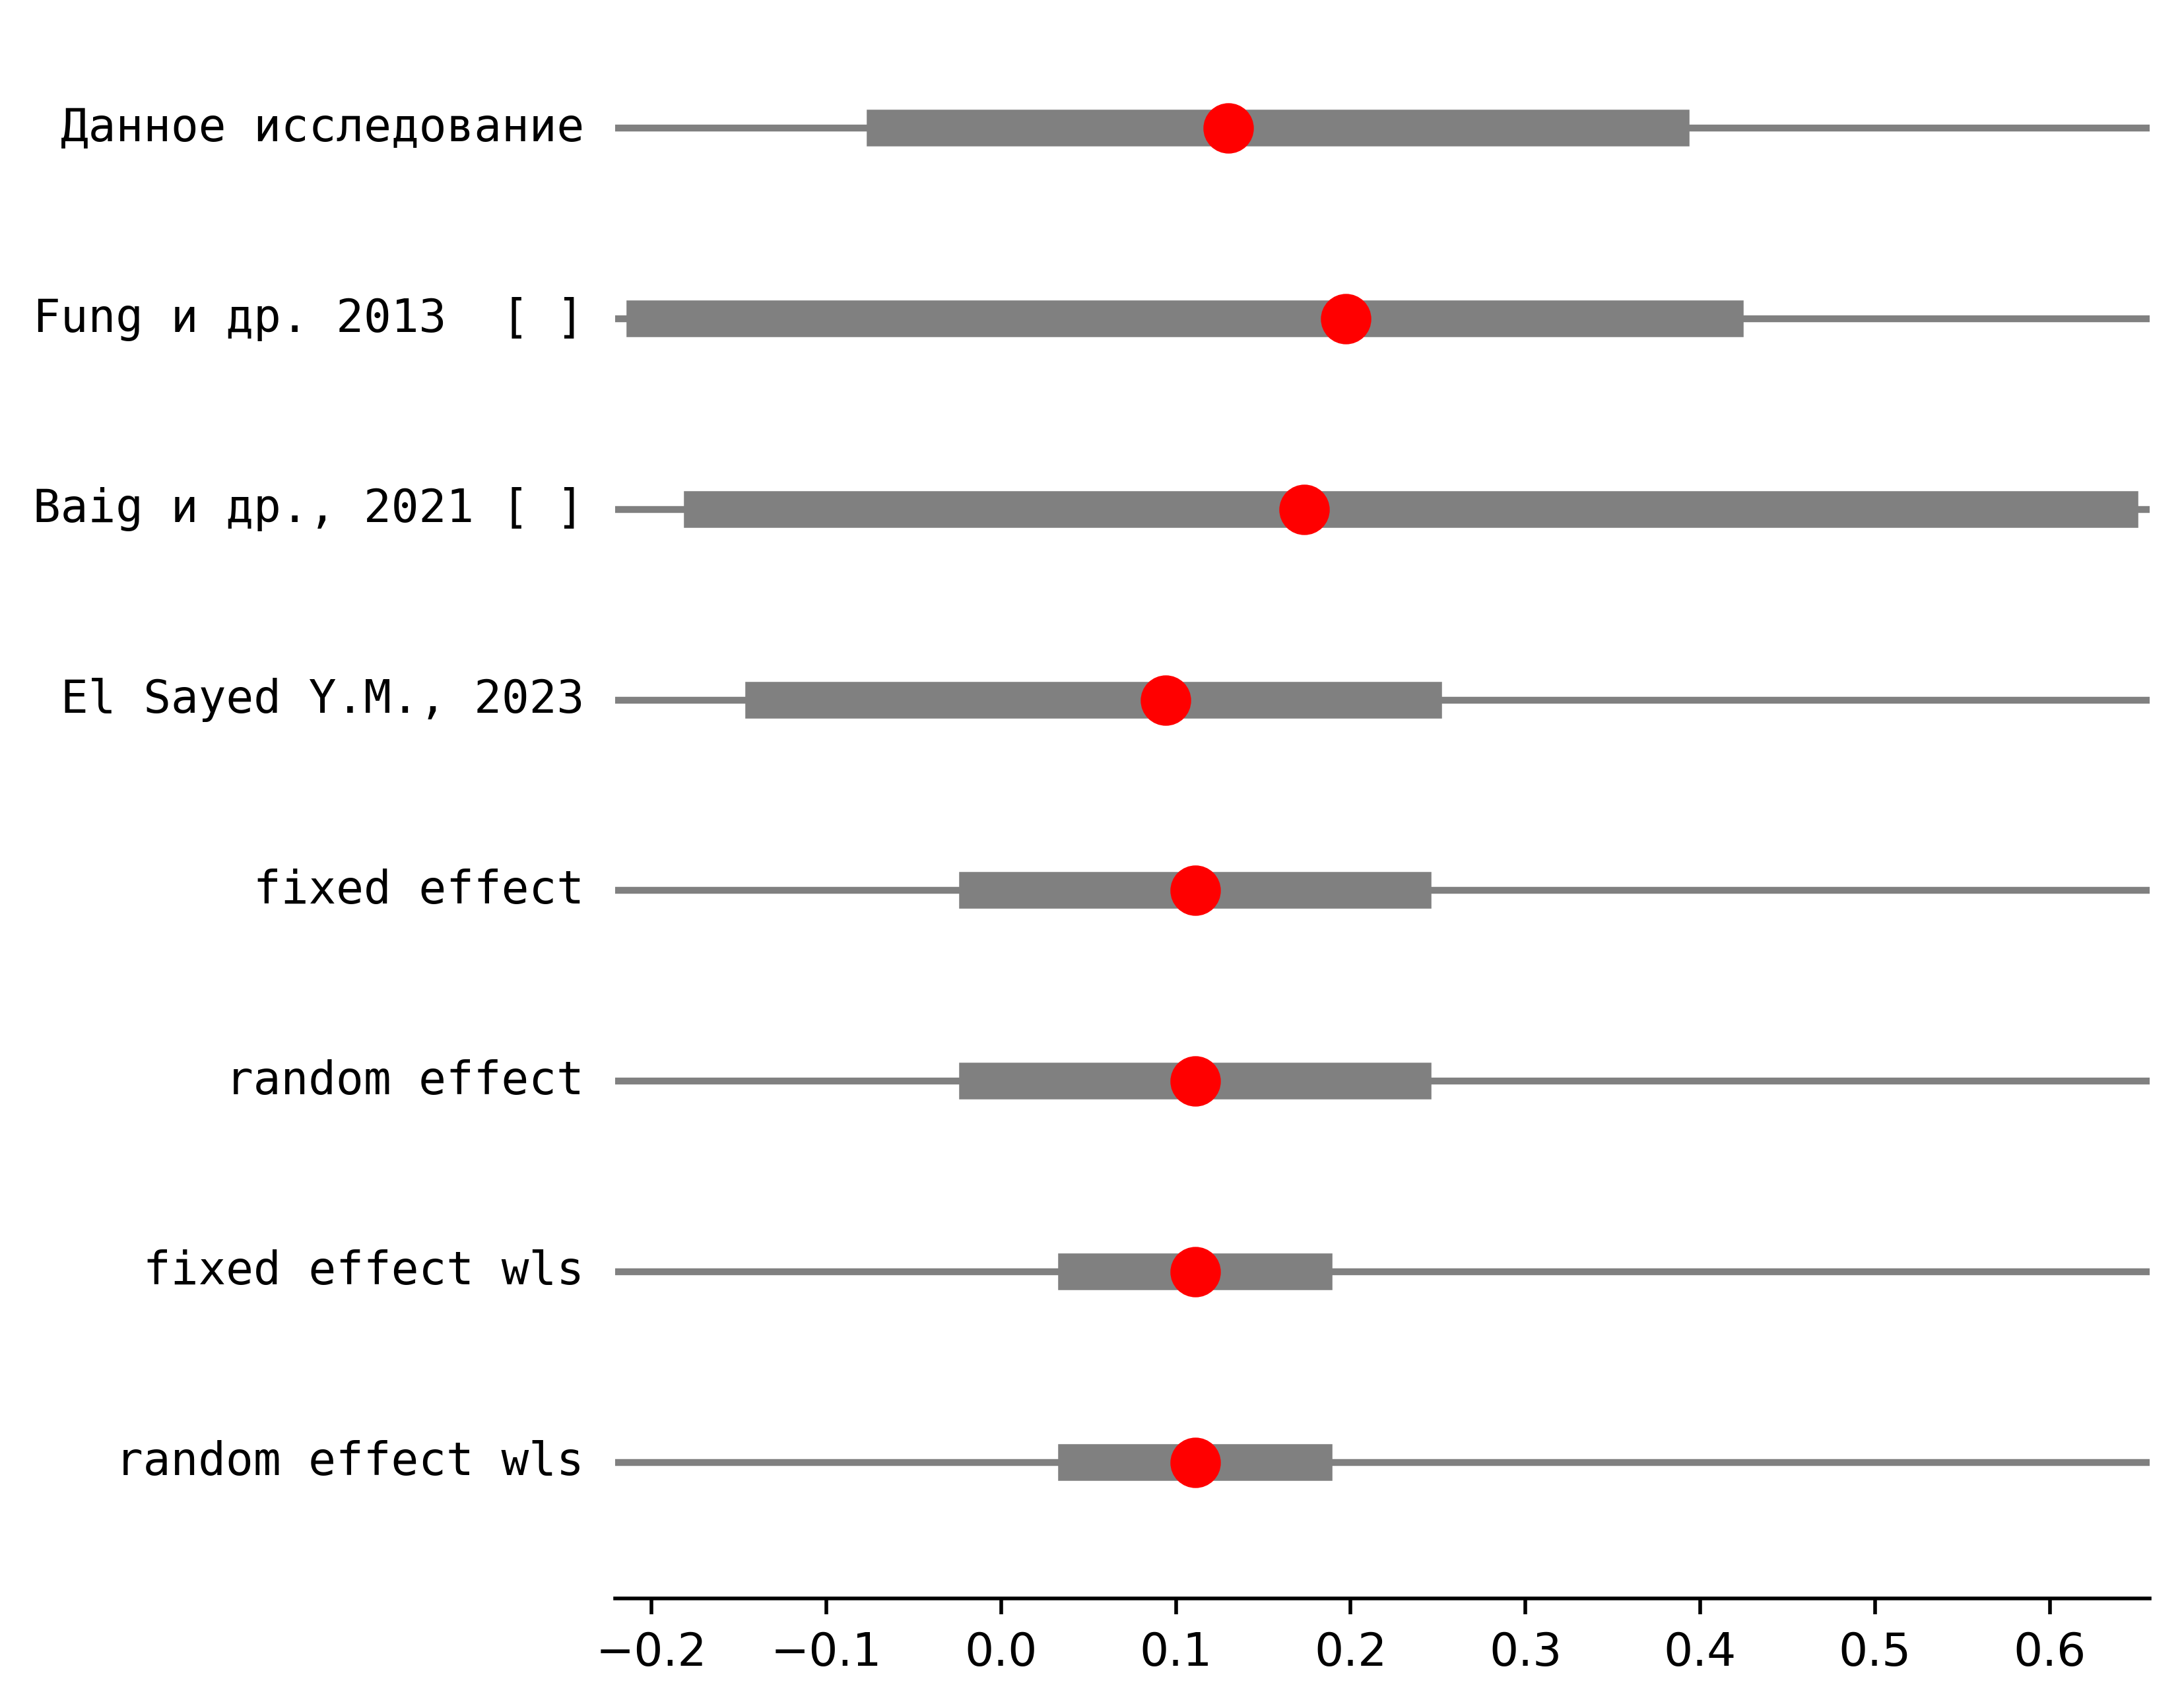 Данное исследование
Fung и др. 2013  [ ]
Baig и др., 2021 [ ]
El Sayed Y.M., 2023
fixed effect
random effect
fixed effect wls
random effect wls
−0.2 −0.1 0.0 0.1 0.2 0.3 0.4 0.5 0.6